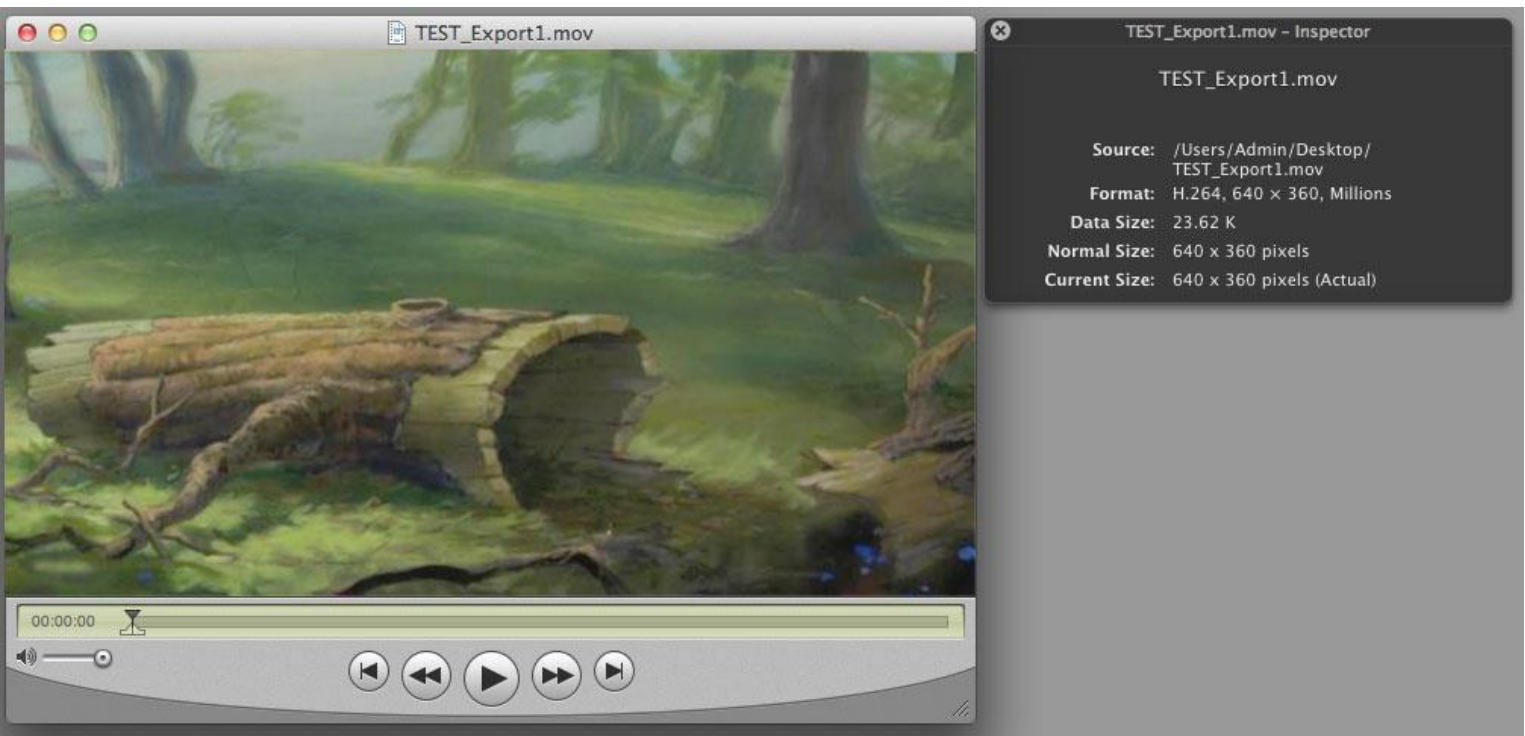 TEST_Export1.mov
00:00:00
TEST_Export1.mov – Inspector
TEST_Export1.mov
Source: /Users/Admin/Desktop/
TEST_Export1.mov
Format: H.264, 640 × 360, Millions
Data Size: 23.62 K
Normal Size: 640 x 360 pixels
Current Size: 640 x 360 pixels (Actual)